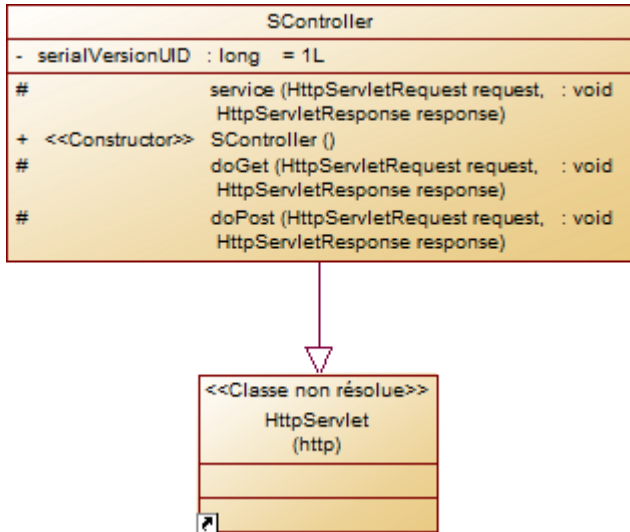 SController
- serialVersionUID : long = 1L
# service (HttpServletRequest request, : void
HttpServletResponse response)
+ <<Constructor>> SController ()
# doGet (HttpServletRequest request, : void
HttpServletResponse response)
# doPost (HttpServletRequest request, : void
HttpServletResponse response)
<<Classe non résolue>>
HttpServlet
(http)